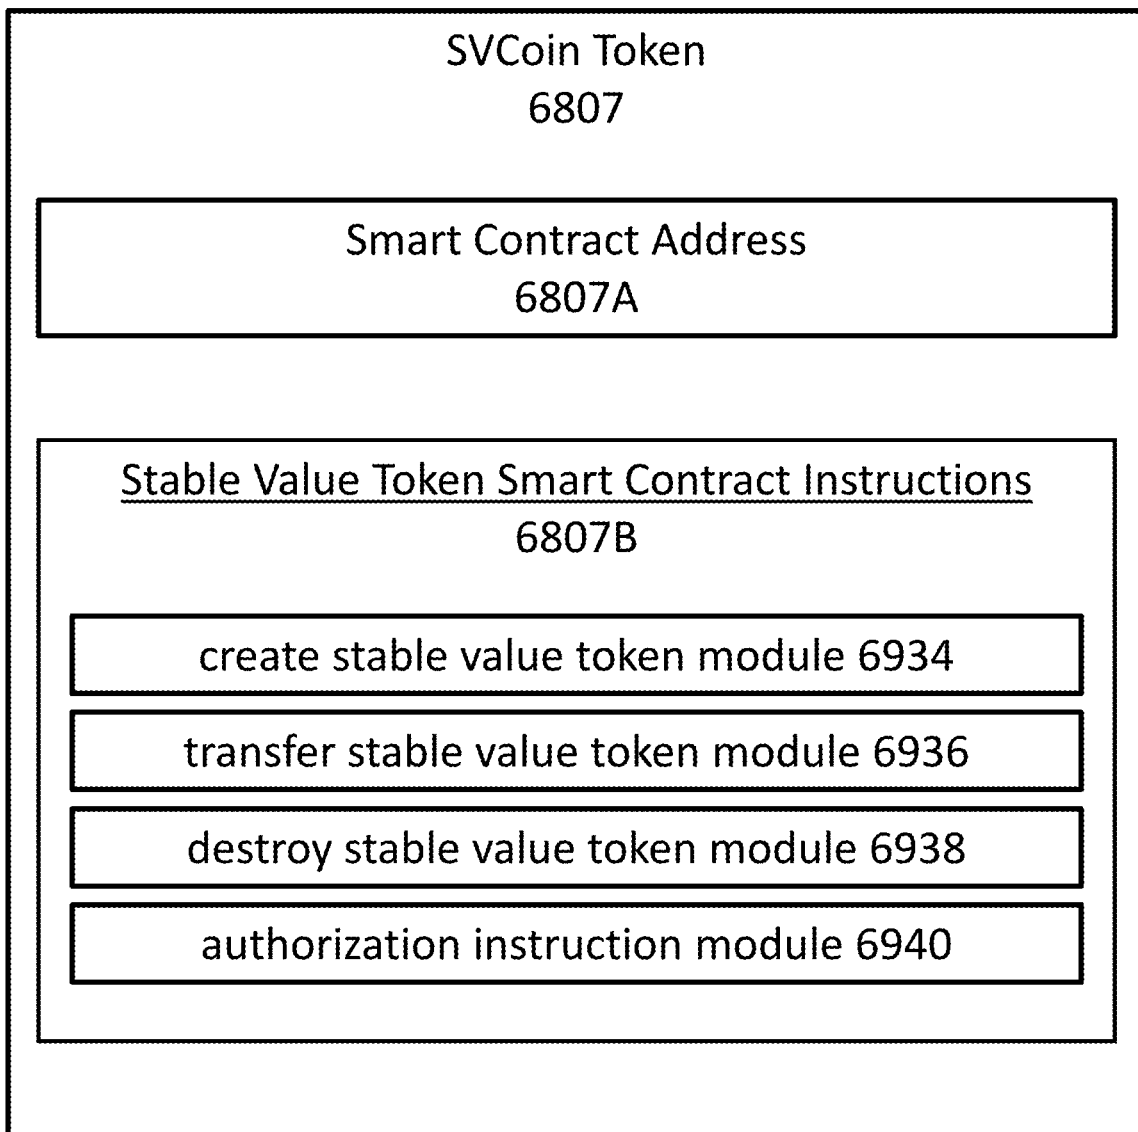 SVCoin Token
6807
Smart Contract Address
6807A
Stable Value Token Smart Contract Instructions
6807B
create stable value token module 6934
transfer stable value token module 6936
destroy stable value token module 6938
authorization instruction module 6940